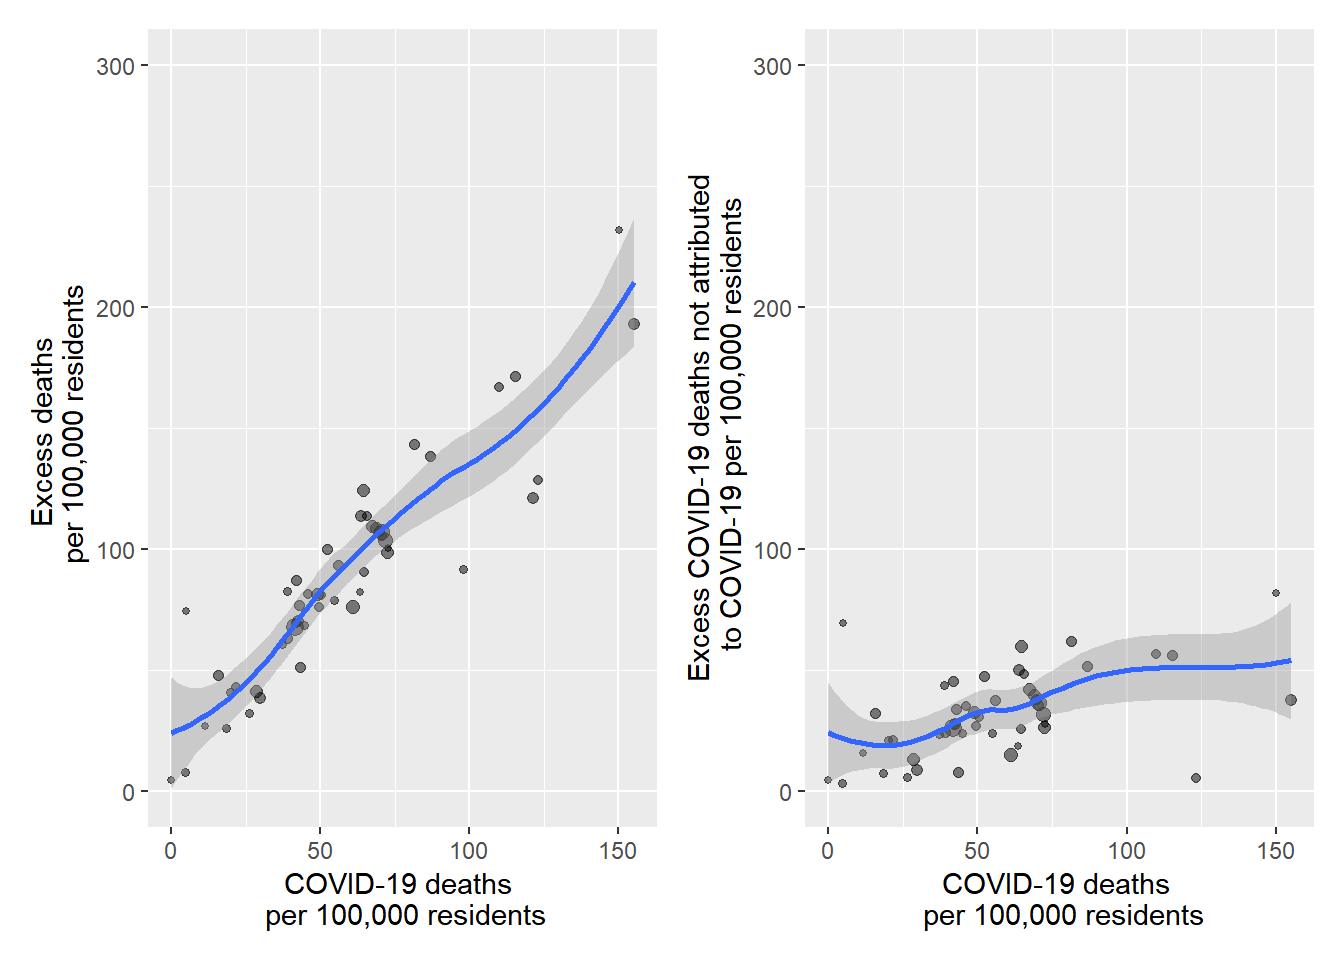 Excess deaths
per 100,000 residents
300
200
100
0
0 50 100 150
COVID-19 deaths
per 100,000 residents
Excess COVID-19 deaths not attributed
to COVID-19 per 100,000 residents
300
200
100
0
0 50 100 150
COVID-19 deaths
per 100,000 residents